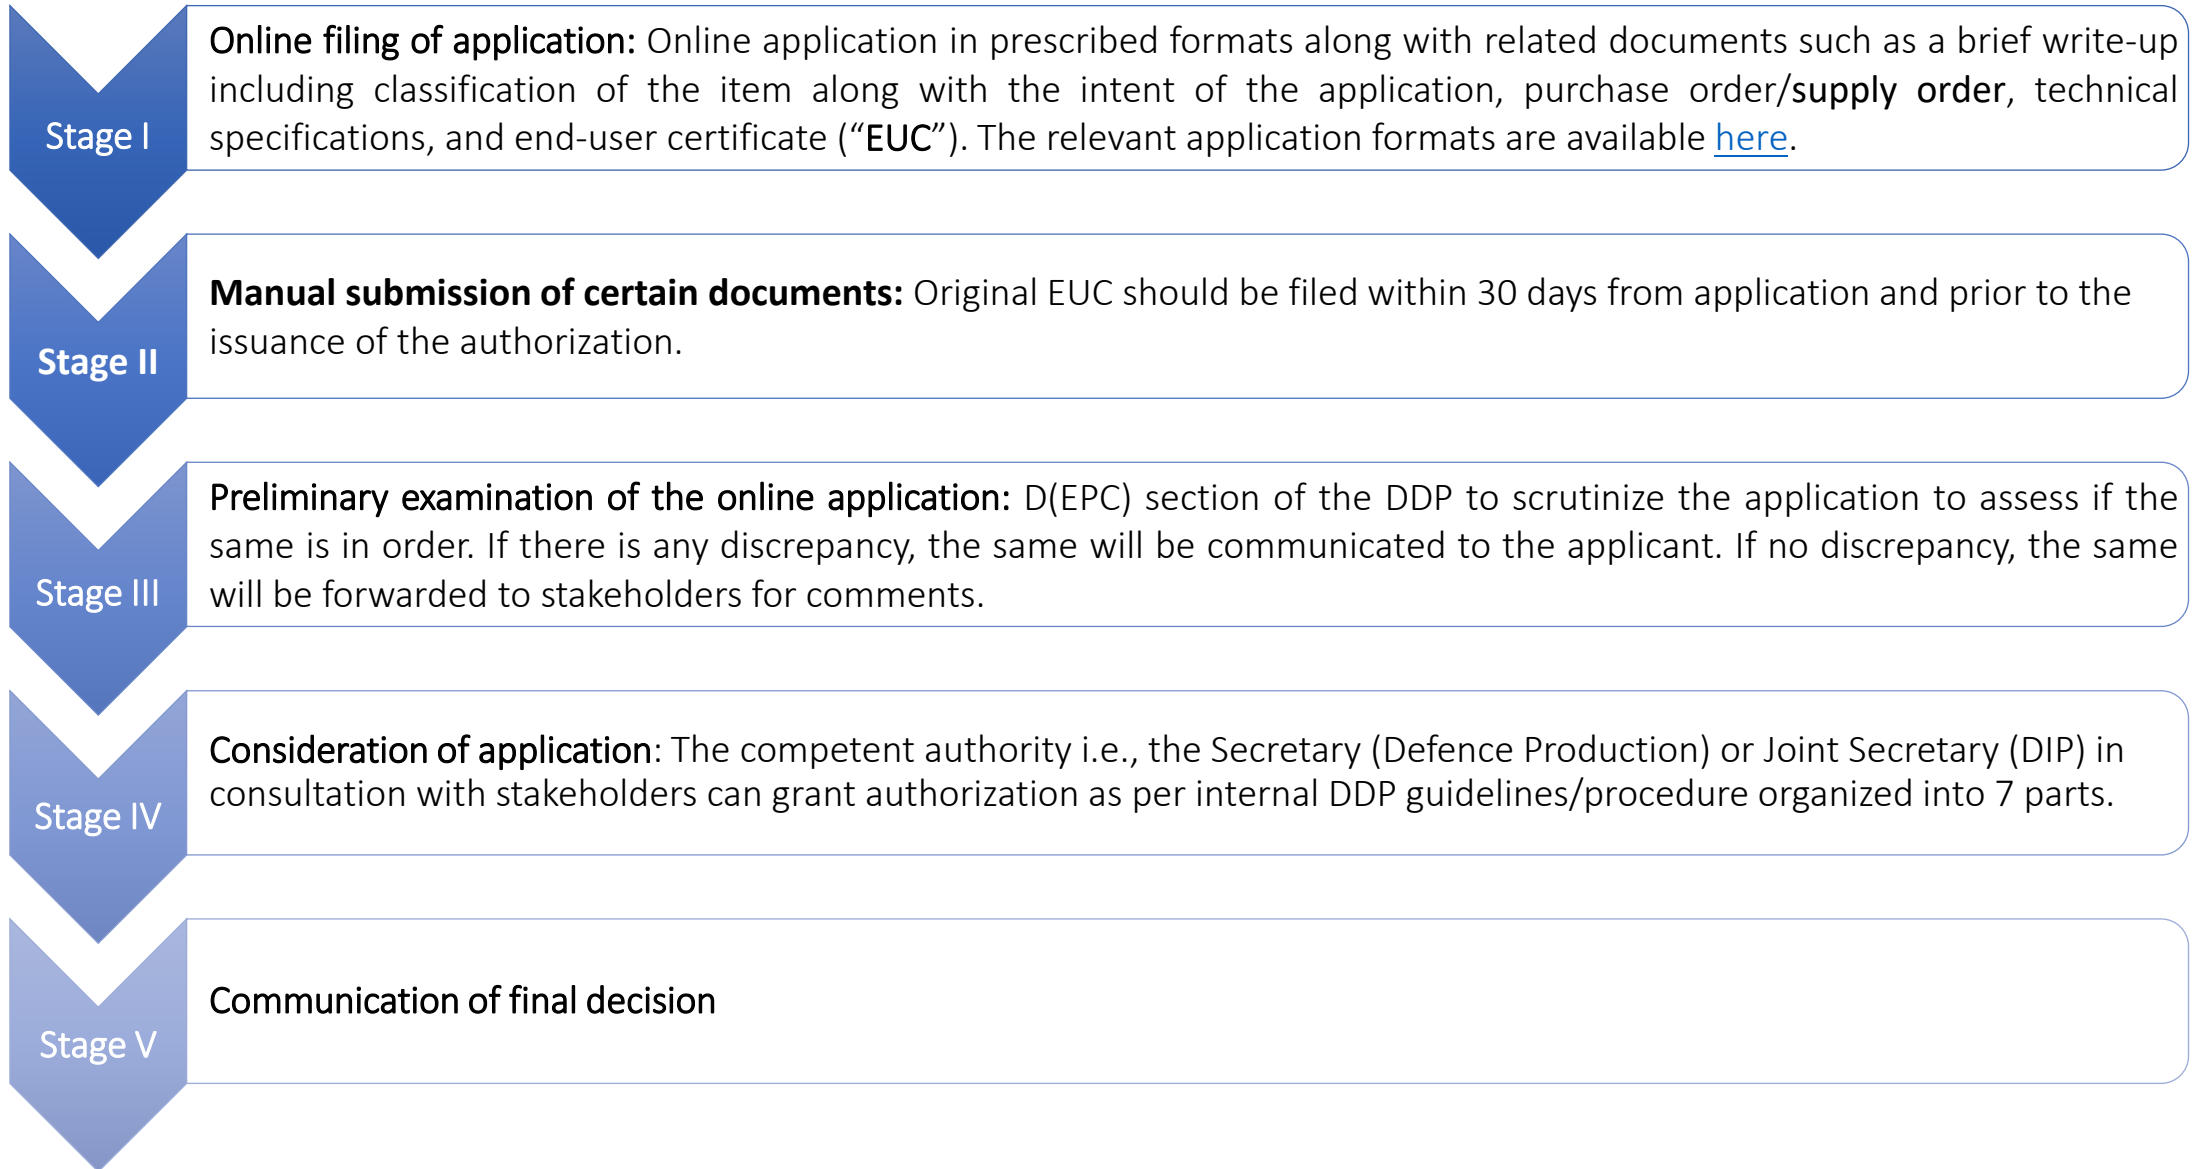 Stage I
Online filing of application: Online application in prescribed formats along with related documents such as a brief write-up
including classification of the item along with the intent of the application, purchase order/supply order, technical
specifications, and end-user certificate (“EUC”). The relevant application formats are available here.
Stage II
Manual submission of certain documents: Original EUC should be filed within 30 days from application and prior to the
issuance of the authorization.
Stage III
Preliminary examination of the online application: D(EPC) section of the DDP to scrutinize the application to assess if the
same is in order. If there is any discrepancy, the same will be communicated to the applicant. If no discrepancy, the same
will be forwarded to stakeholders for comments.
Stage IV
Consideration of application: The competent authority i.e., the Secretary (Defence Production) or Joint Secretary (DIP) in
consultation with stakeholders can grant authorization as per internal DDP guidelines/procedure organized into 7 parts.
Stage V
Communication of final decision